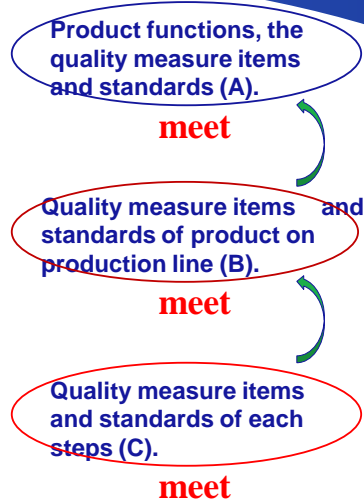 Product functions, the
quality measure items
and standards (A).
meet
Quality measure items and
standards of product on
production line (B).
meet
Quality measure items
and standards of each
steps (C).
meet